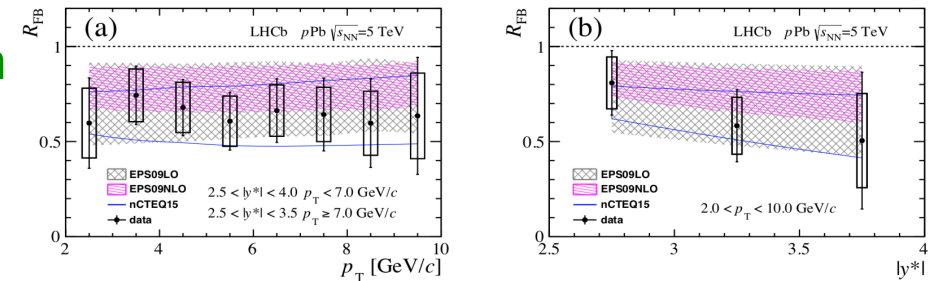 R_FB
(a)
LHCb pPb √s_NN=5 TeV
1
0.5
0
EPS09LO
EPS09NLO
nCTEQ15
data
2.5 < |y*| < 4.0 p_T < 7.0 GeV/c
2.5 < |y*| < 3.5 p_T ≥ 7.0 GeV/c
2 4 6 8 10
p_T [GeV/c]
R_FB
(b)
LHCb pPb √s_NN=5 TeV
1
0.5
0
EPS09LO
EPS09NLO
nCTEQ15
data
2.0 < p_T < 10.0 GeV/c
2.5 3 3.5 4
|y*|